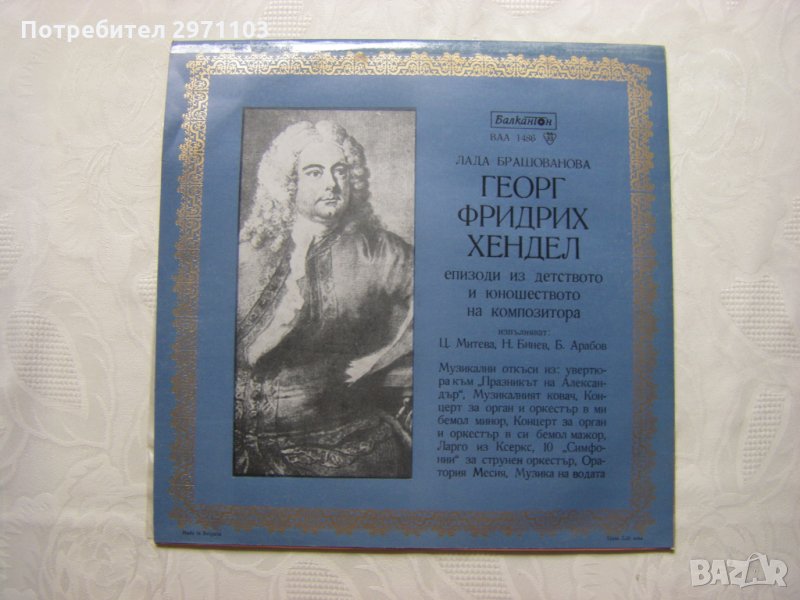 Потребител 2971103
Балкантон
ВАА 1486
ЛАДА БРАШОВАНОВА
ГЕОРГ
ФРИДРИХ
ХЕНДЕЛ
епизоди из детството
и юношеството
на композитора
изпълняват:
Ц. Митева, Н. Бинев, Б. Арабов
Музикални откъси из: увертю-
ра към „Празникът на Алексан-
дър", Музикалният ковач, Кон-
церт за орган и оркестър в ми
бемол минор, Концерт за орган
и оркестър в си бемол мажор,
Ларго из Ксеркс, 10 „Симфо-
нии" за струнен оркестър, Ора-
тория Месия, Музика на водата
Made in Bulgaria
BAZAR